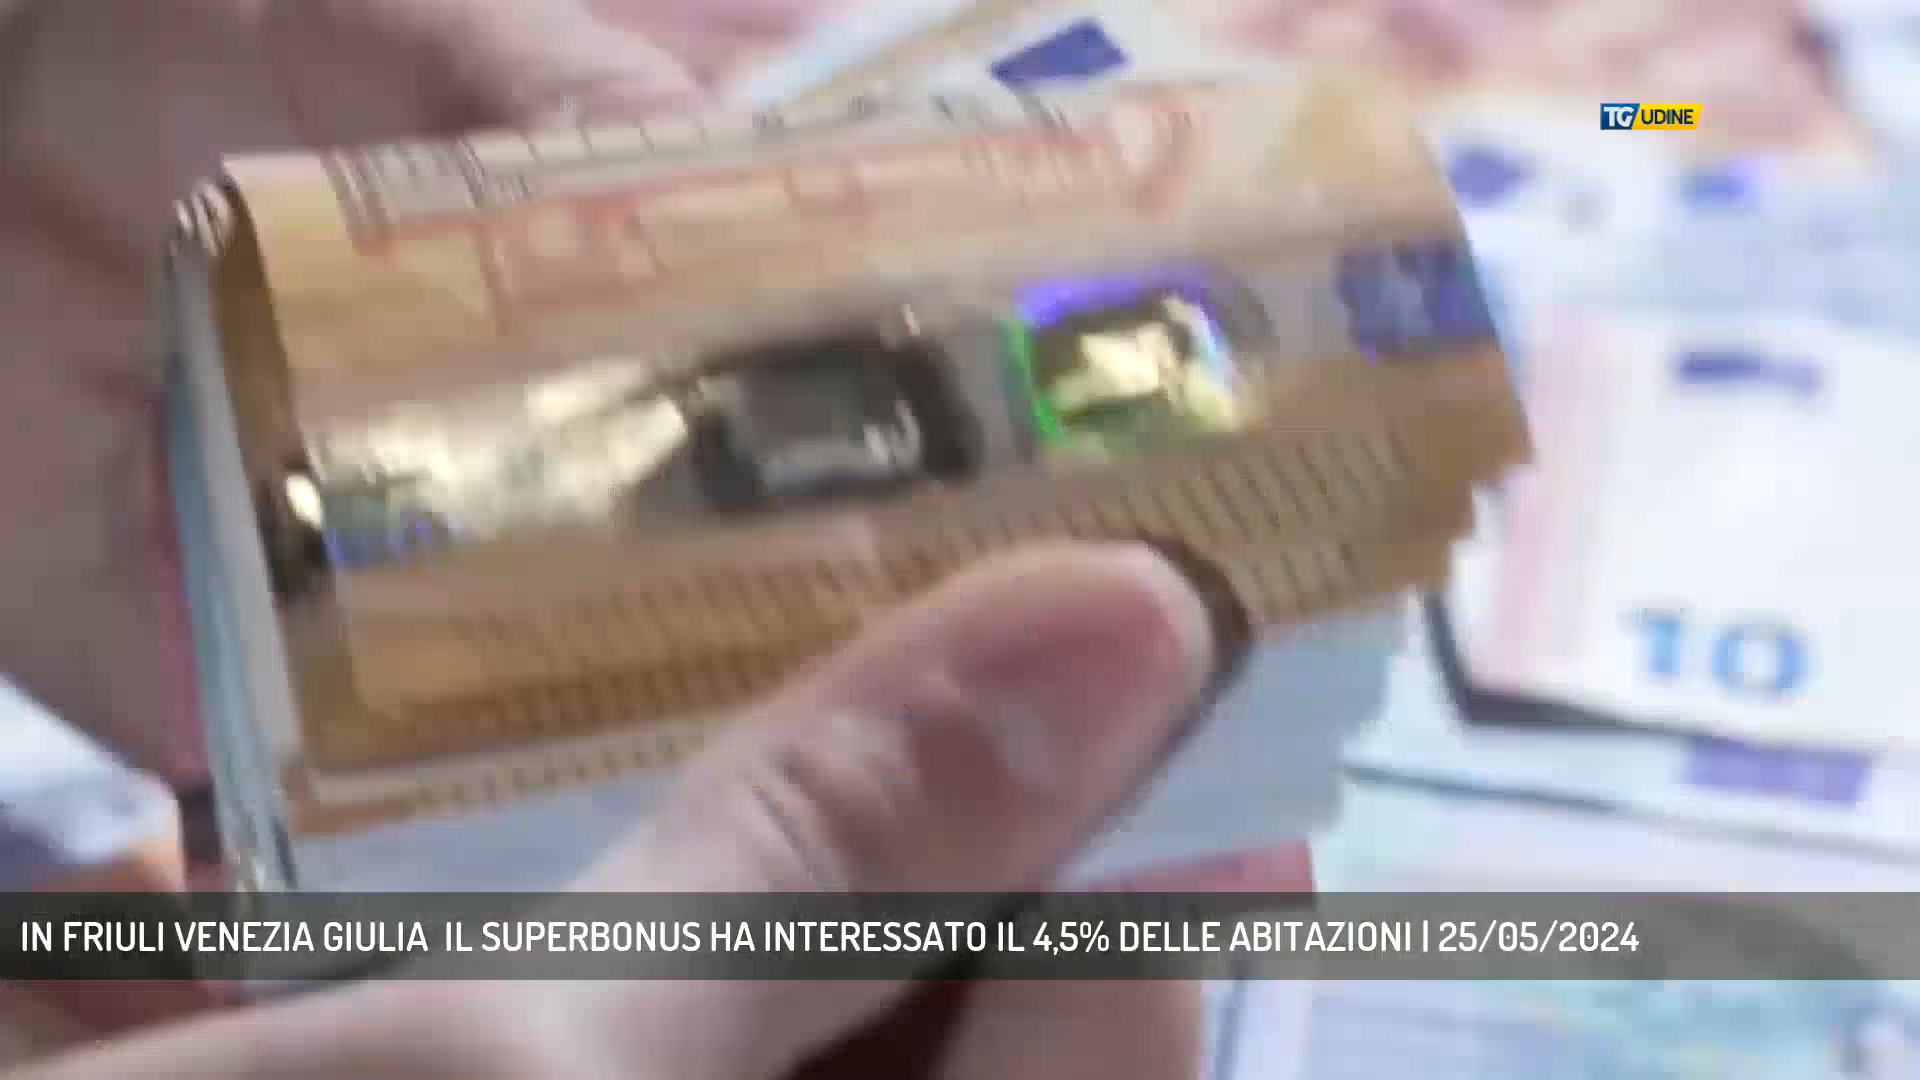 TG UDINE
10
IN FRIULI VENEZIA GIULIA IL SUPERBONUS HA INTERESSATO IL 4,5% DELLE ABITAZIONI | 25/05/2024